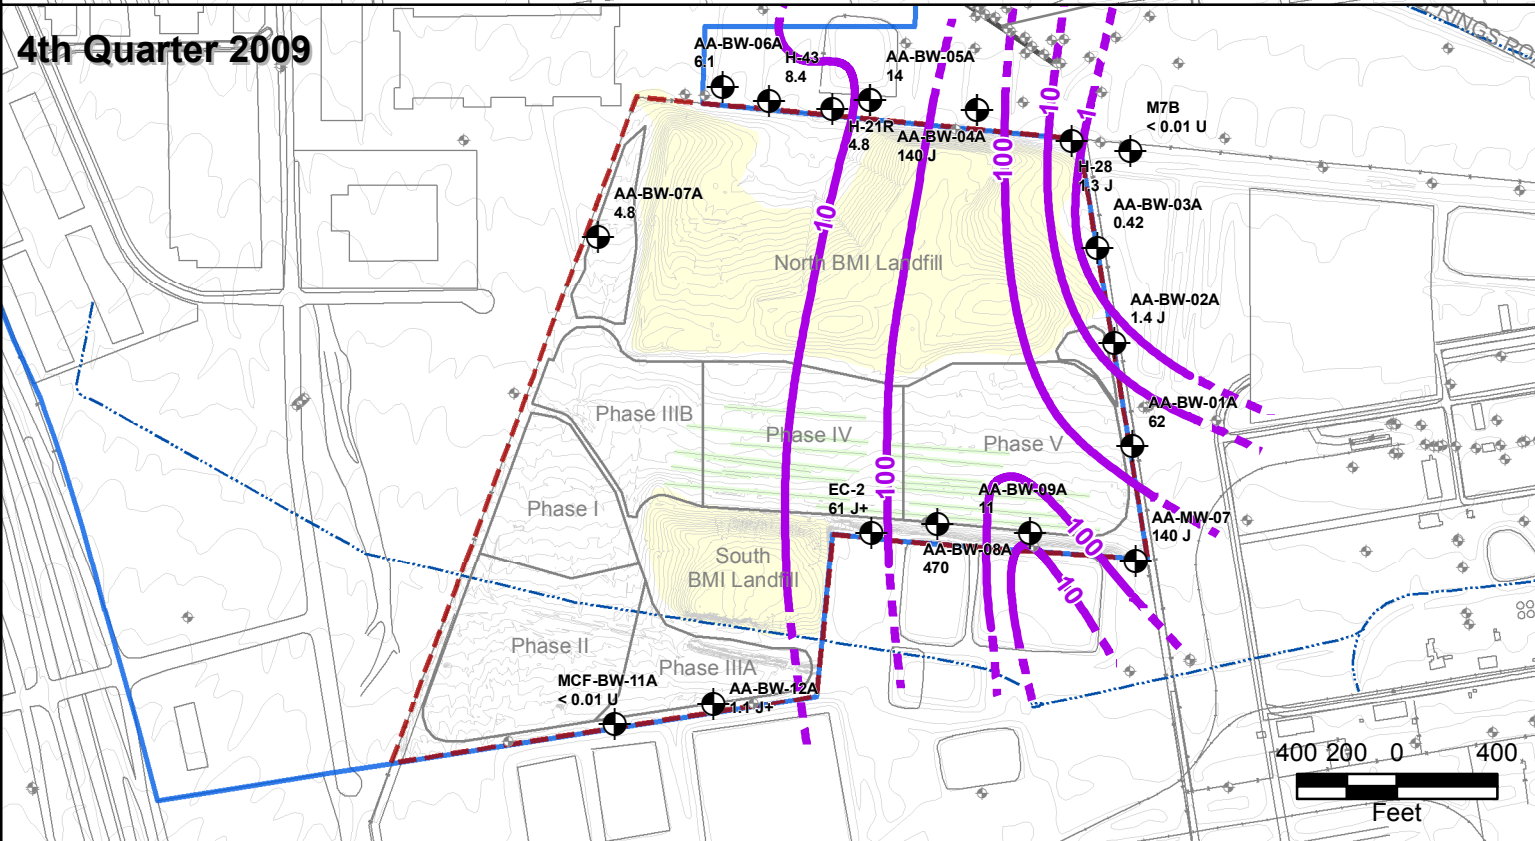 4th Quarter 2009
PRINGS RO
AA-BW-06A
6.1
H-43
8.4
AA-BW-05A
14
H-21R
4.8
AA-BW-04A
140 J
M7B
< 0.01 U
H-28
1.3 J
AA-BW-03A
0.42
AA-BW-07A
4.8
AA-BW-02A
1.4 J
AA-BW-01A
62
10
100
10
1
North BMI Landfill
Phase IIIB
Phase IV
Phase V
EC-2
61 J+
100
AA-BW-09A
11
AA-BW-08A
470
100
10
AA-MW-07
140 J
Phase I
South
BMI Landfill
Phase II
Phase IIIA
MCF-BW-11A
< 0.01 U
AA-BW-12A
1.1 J+
400 200 0 400
Feet